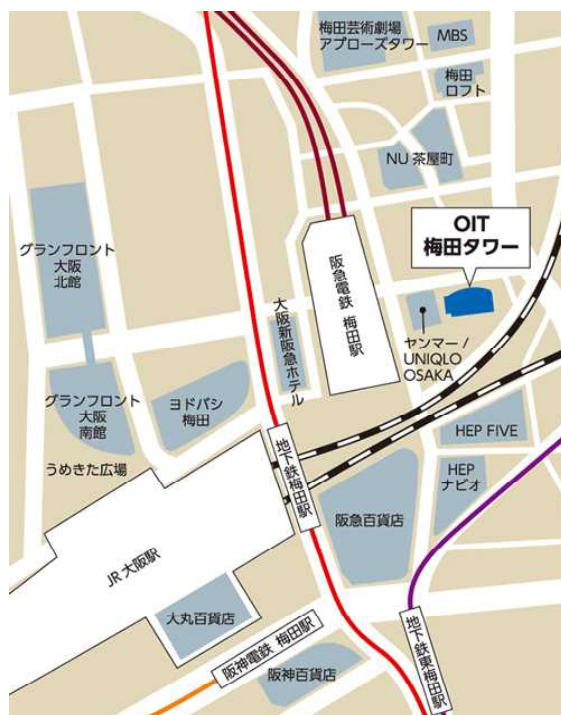 梅田芸術劇場
アプローズタワー
MBS
梅田
ロフト
NU 茶屋町
OIT
梅田タワー
グランフロント
大阪
北館
阪急電鉄 梅田駅
大阪新阪急ホテル
ヤンマー /
UNIQLO
OSAKA
グランフロント
大阪
南館
ヨドバシ
梅田
HEP FIVE
うめきた広場
地下鉄梅田駅
HEP
ナビオ
阪急百貨店
JR 大阪駅
大丸百貨店
阪神電鉄 梅田駅
地下鉄東梅田駅
阪神百貨店